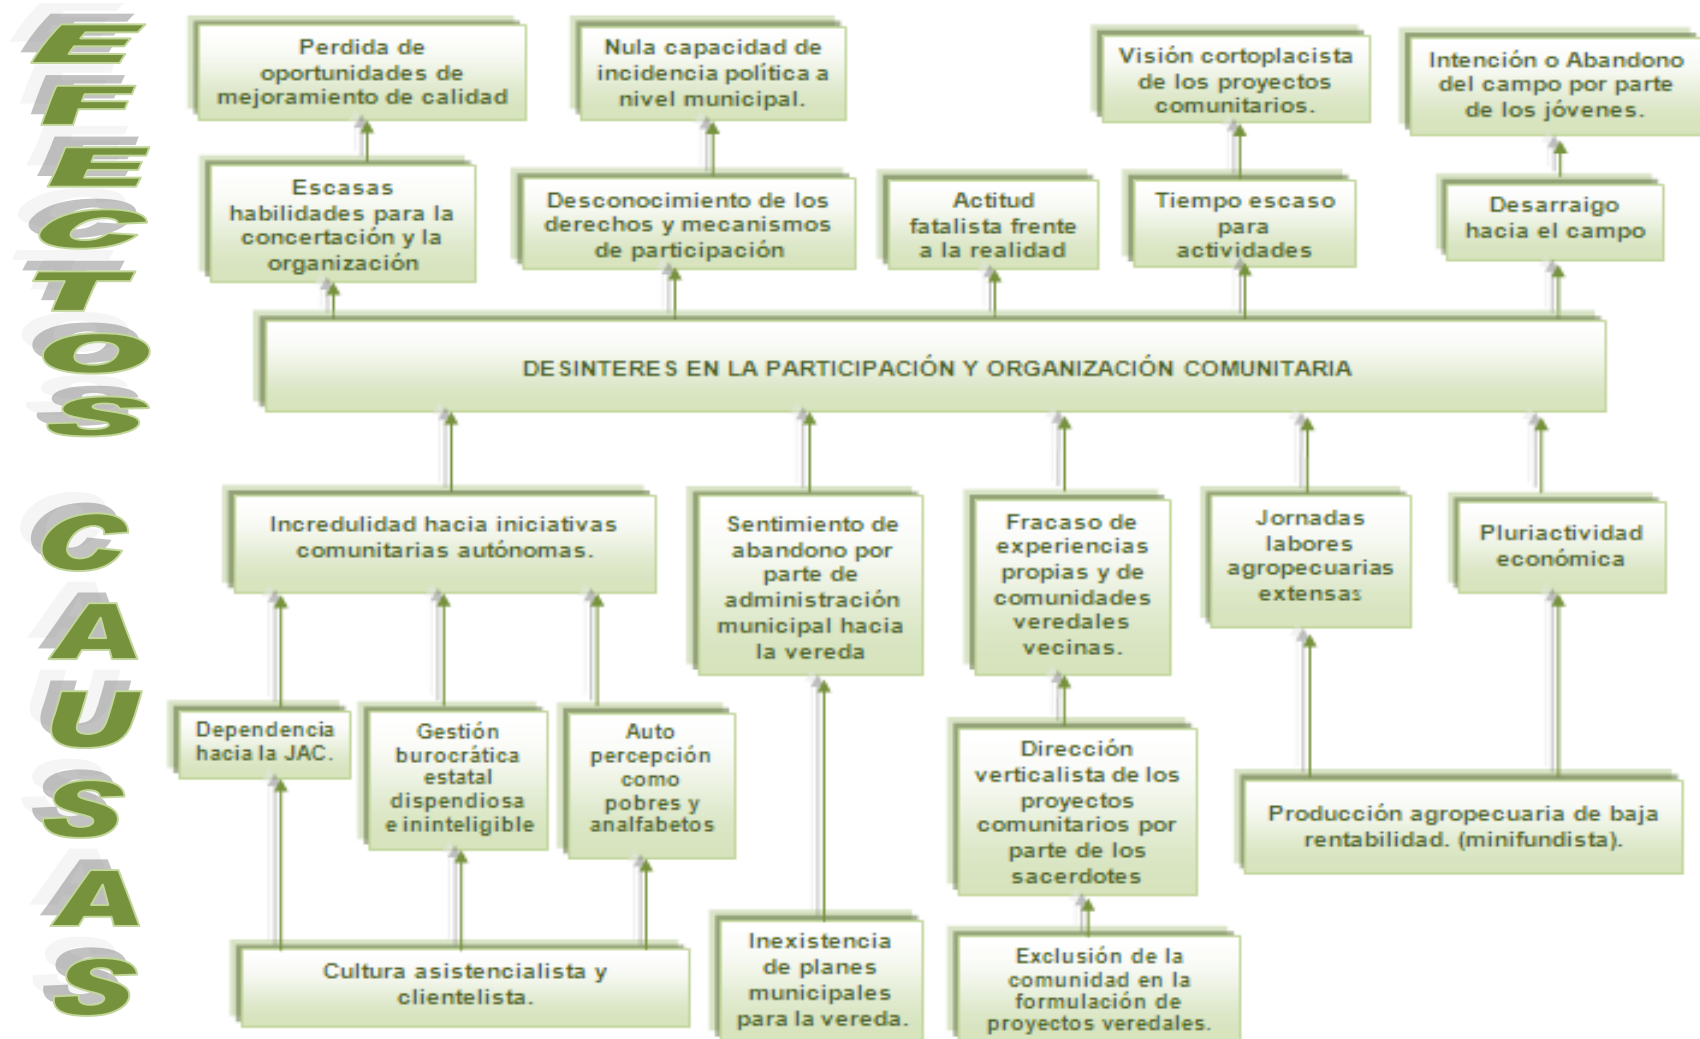 EFECTOS
Perdida de
oportunidades de
mejoramiento de calidad
Nula capacidad de
incidencia política a
nivel municipal.
Visión cortoplacista
de los proyectos
comunitarios.
Intención o Abandono
del campo por parte
de los jóvenes.
Escasas
habilidades para la
concertación y la
organización
Desconocimiento de los
derechos y mecanismos
de participación
Actitud
fatalista frente
a la realidad
Tiempo escaso
para
actividades
Desarraigo
hacia el campo
DESINTERES EN LA PARTICIPACIÓN Y ORGANIZACIÓN COMUNITARIA
CAUSAS
Incredulidad hacia iniciativas
comunitarias autónomas.
Sentimiento de
abandono por
parte de
administración
municipal hacia
la vereda
Fracaso de
experiencias
propias y de
comunidades
veredales
vecinas.
Jornadas
labores
agropecuarias
extensas
Pluriactividad
económica
Dependencia
hacia la JAC.
Gestión
burocrática
estatal
dispendiosa
e ininteligible
Auto
percepción
como
pobres y
analfabetos
Dirección
verticalista de los
proyectos
comunitarios por
parte de los
sacerdotes
Producción agropecuaria de baja
rentabilidad. (minifundista).
Cultura asistencialista y
clientelista.
Inexistencia
de planes
municipales
para la vereda.
Exclusión de la
comunidad en la
formulación de
proyectos veredales.